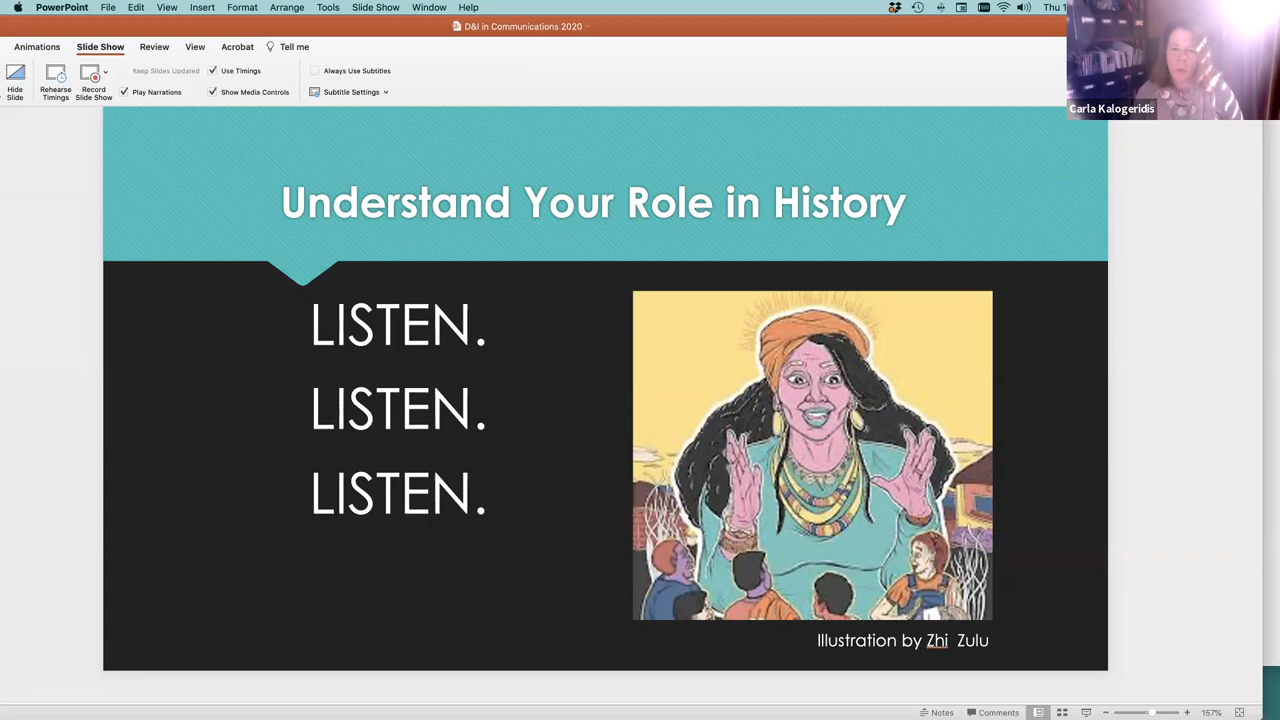 PowerPoint File Edit View Insert Format Arrange Tools Slide Show Window Help
D&I in Communications 2020
Animations Slide Show Review View Acrobat Tell me
Keep Slides Updated Use Timings Always Use Subtitles
Hide Slide Rehearse Timings Record Slide Show Play Narrations Show Media Controls Subtitle Settings
Carla Kalogeridis
Understand Your Role in History
LISTEN.
LISTEN.
LISTEN.
Illustration by Zhi Zulu
Notes Comments 157%